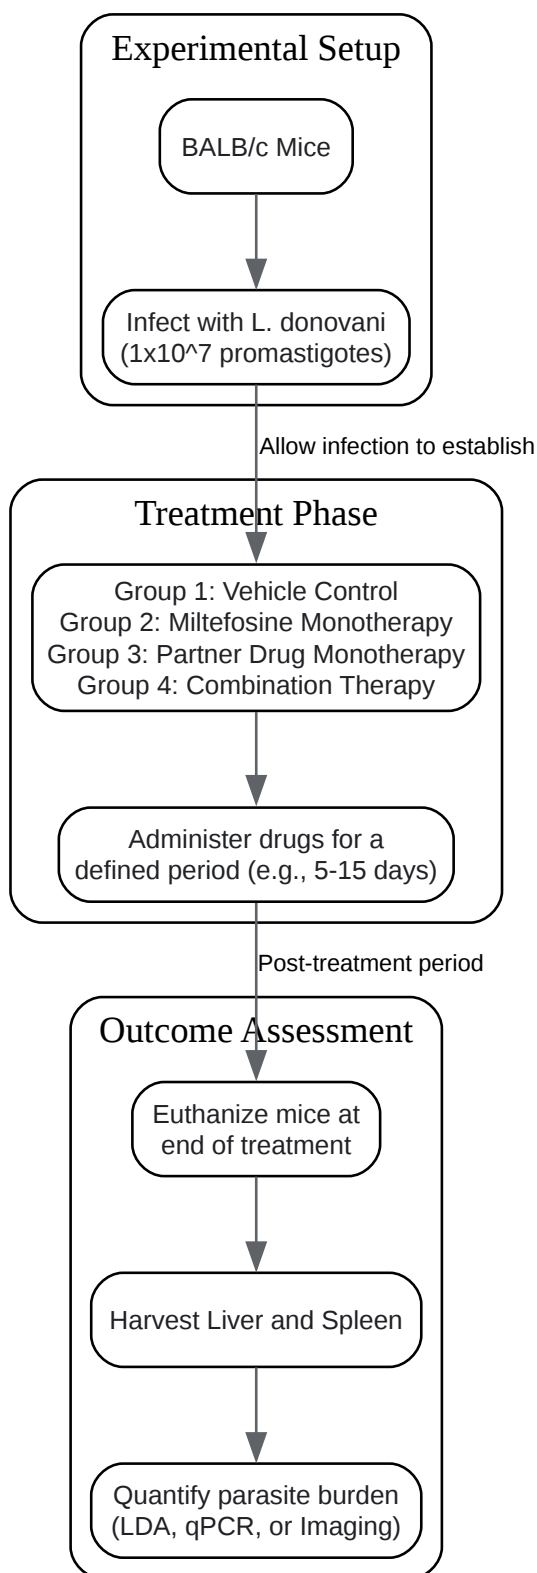 Experimental Setup
BALB/c Mice
Infect with L. donovani
(1x10^7 promastigotes)
Allow infection to establish
Treatment Phase
Group 1: Vehicle Control
Group 2: Miltefosine Monotherapy
Group 3: Partner Drug Monotherapy
Group 4: Combination Therapy
Administer drugs for a
defined period (e.g., 5-15 days)
Post-treatment period
Outcome Assessment
Euthanize mice at
end of treatment
Harvest Liver and Spleen
Quantify parasite burden
(LDA, qPCR, or Imaging)